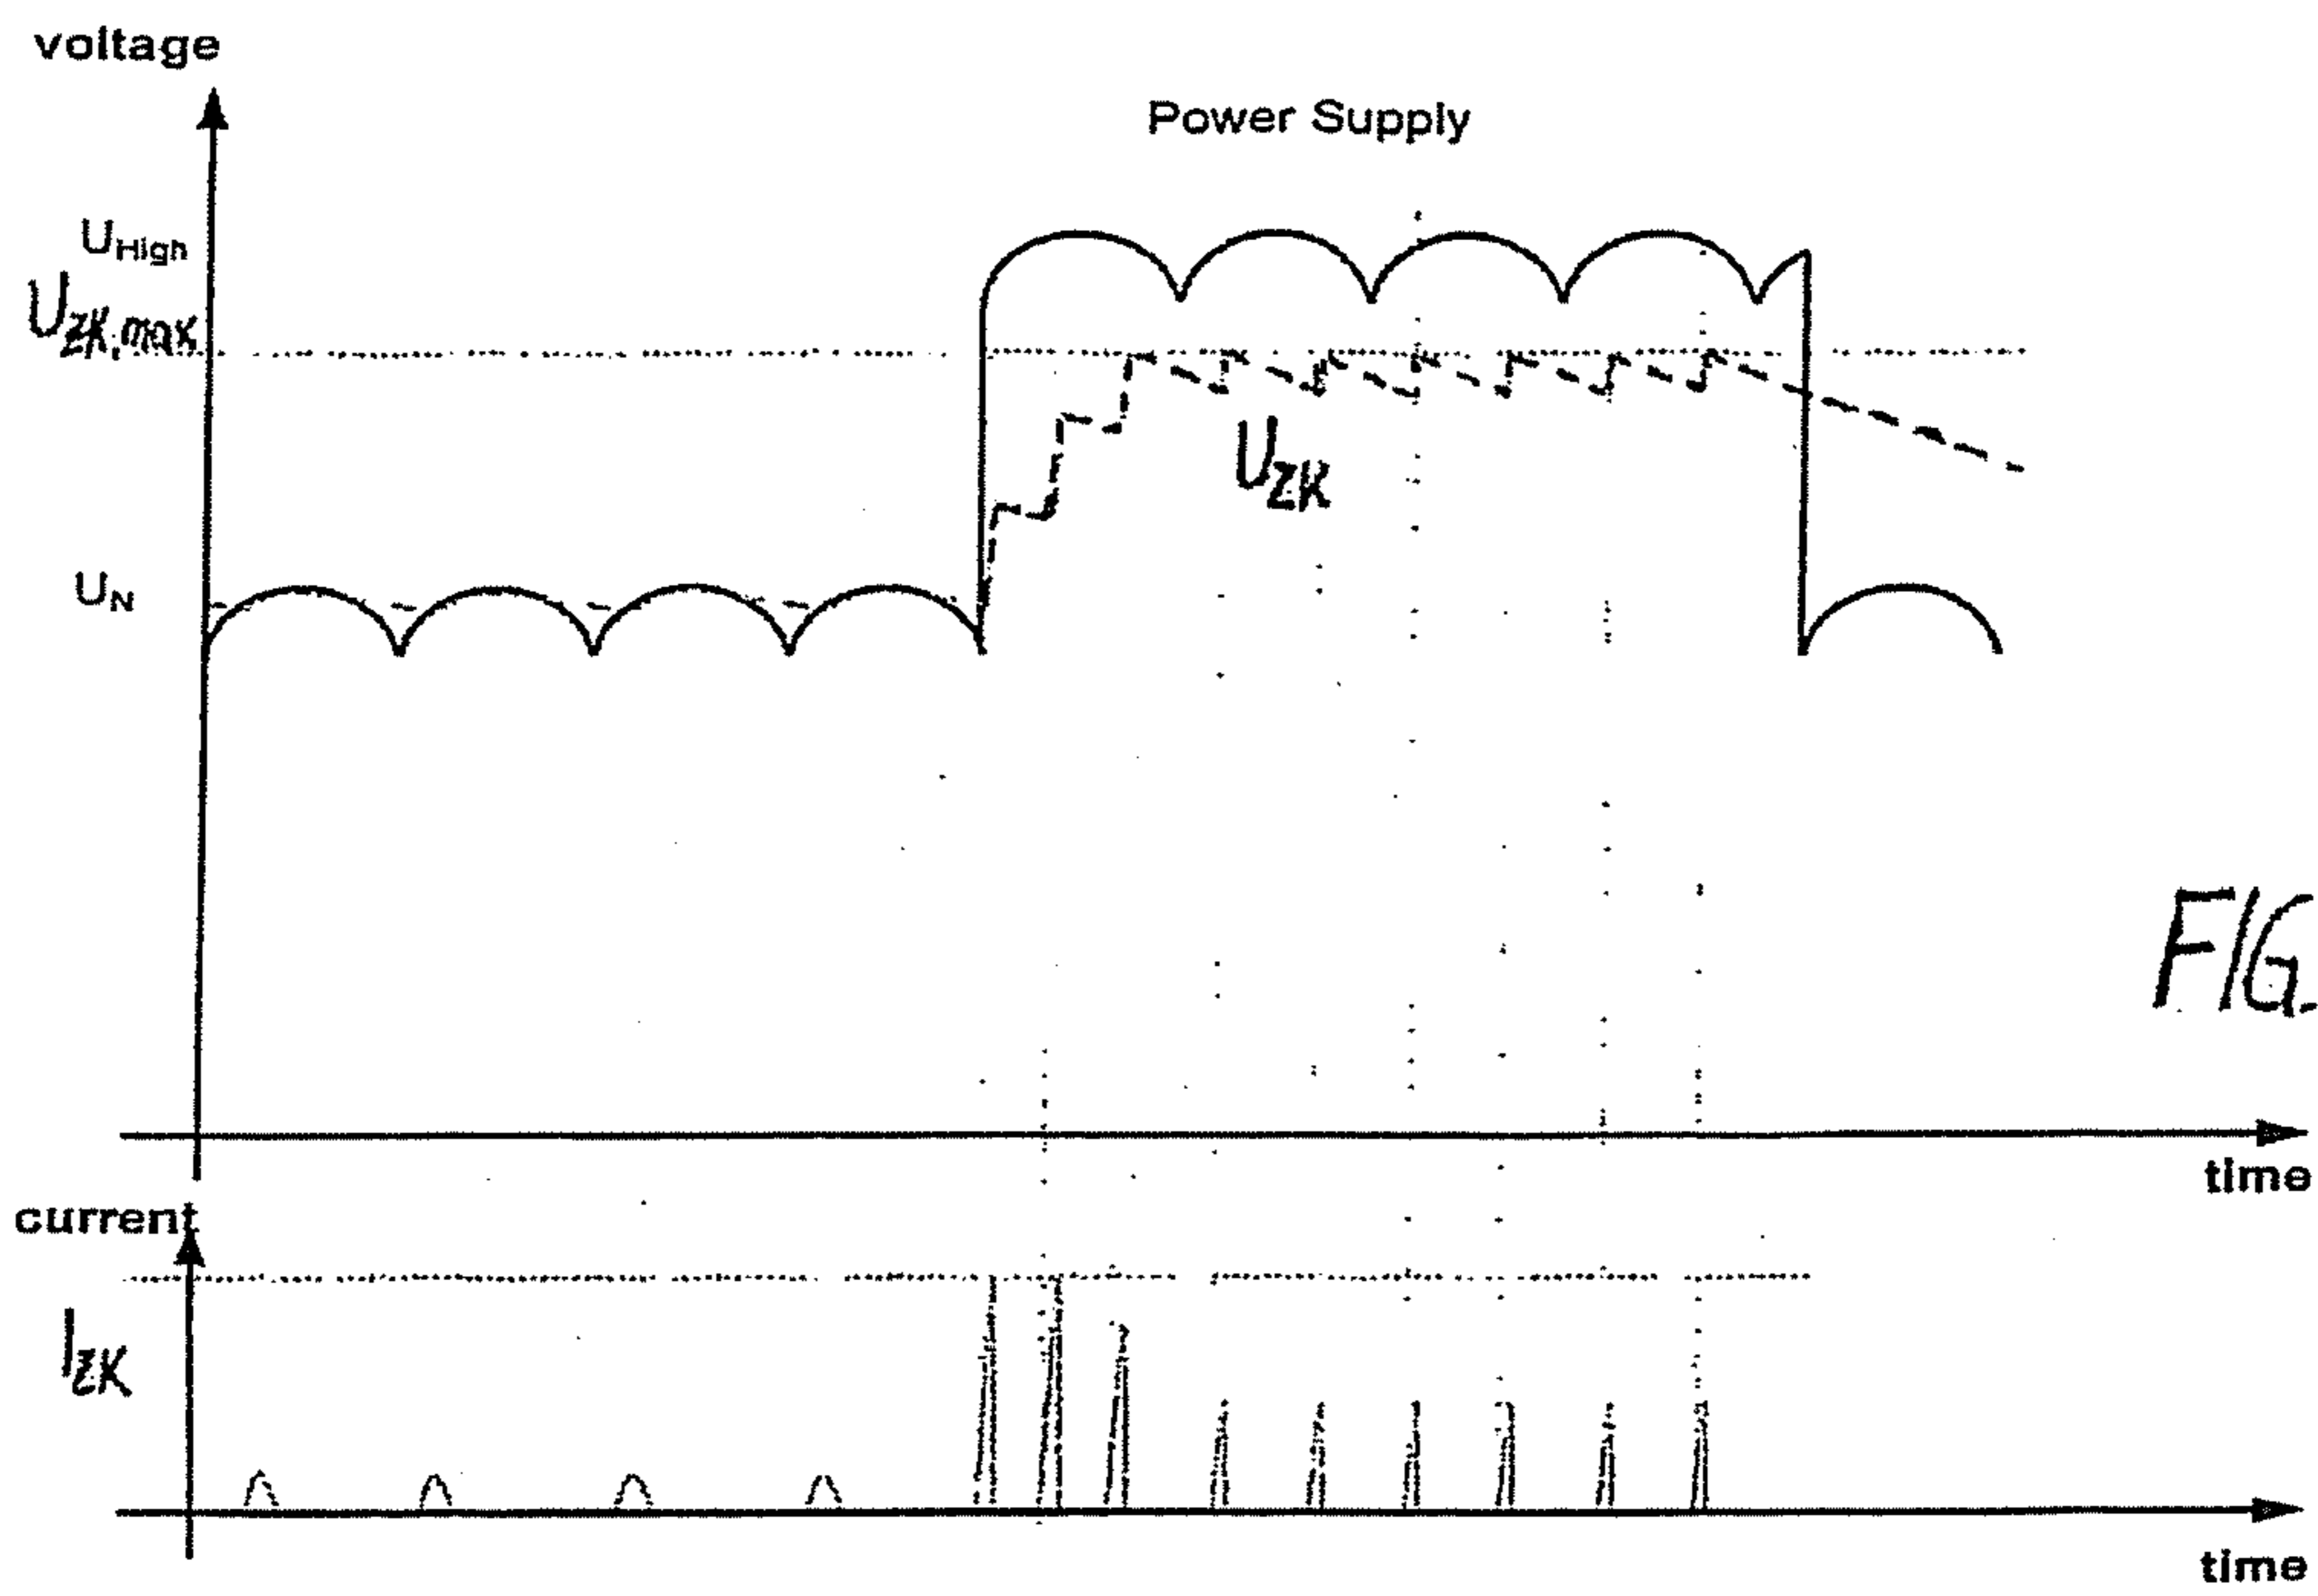 voltage
Power Supply
UHigh
UZK,max
UZK
UN
FIG.
time
current
IZK
time